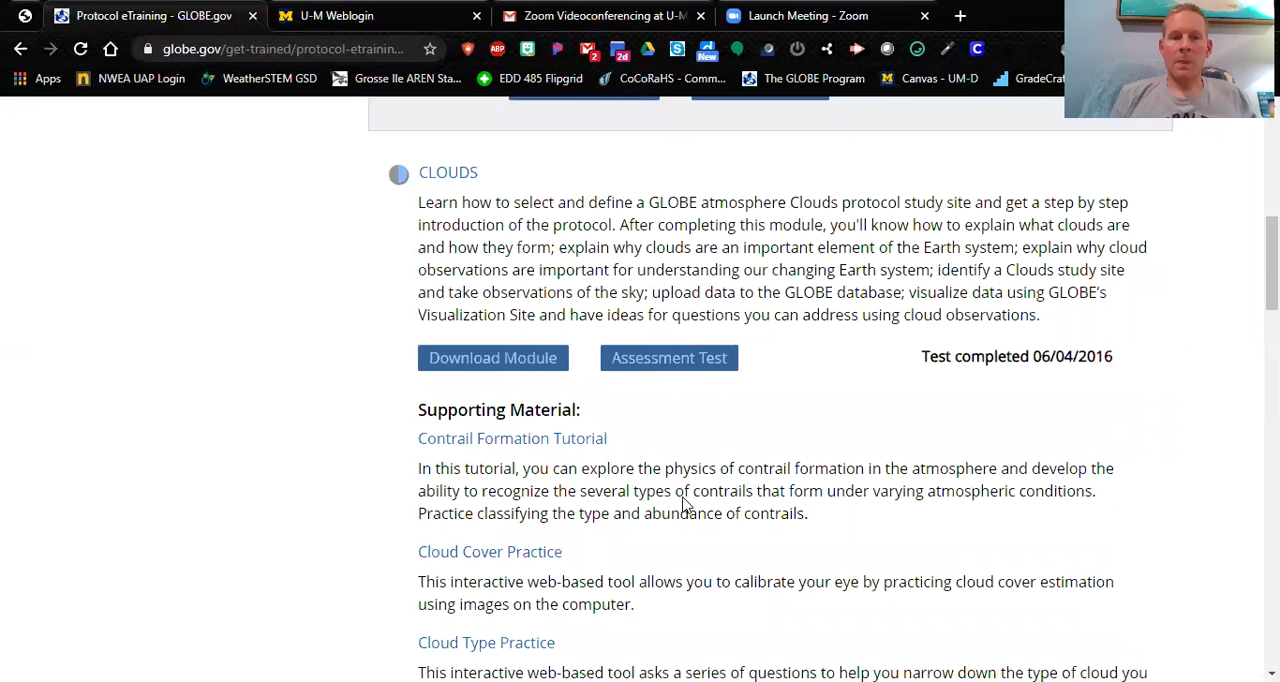 Protocol eTraining - GLOBE.gov
U-M Weblogin
Zoom Videoconferencing at U-M
Launch Meeting - Zoom
globe.gov/get-trained/protocol-etrainin...
ABP
2
2d
New
Apps
NWEA UAP Login
WeatherSTEM GSD
Grosse Ile AREN Sta...
EDD 485 Flipgrid
CoCoRaHS - Comm...
The GLOBE Program
Canvas - UM-D
GradeCraf
CLOUDS
Learn how to select and define a GLOBE atmosphere Clouds protocol study site and get a step by step
introduction of the protocol. After completing this module, you'll know how to explain what clouds are
and how they form; explain why clouds are an important element of the Earth system; explain why cloud
observations are important for understanding our changing Earth system; identify a Clouds study site
and take observations of the sky; upload data to the GLOBE database; visualize data using GLOBE's
Visualization Site and have ideas for questions you can address using cloud observations.
Download Module
Assessment Test
Test completed 06/04/2016
Supporting Material:
Contrail Formation Tutorial
In this tutorial, you can explore the physics of contrail formation in the atmosphere and develop the
ability to recognize the several types of contrails that form under varying atmospheric conditions.
Practice classifying the type and abundance of contrails.
Cloud Cover Practice
This interactive web-based tool allows you to calibrate your eye by practicing cloud cover estimation
using images on the computer.
Cloud Type Practice
This interactive web-based tool asks a series of questions to help you narrow down the type of cloud you